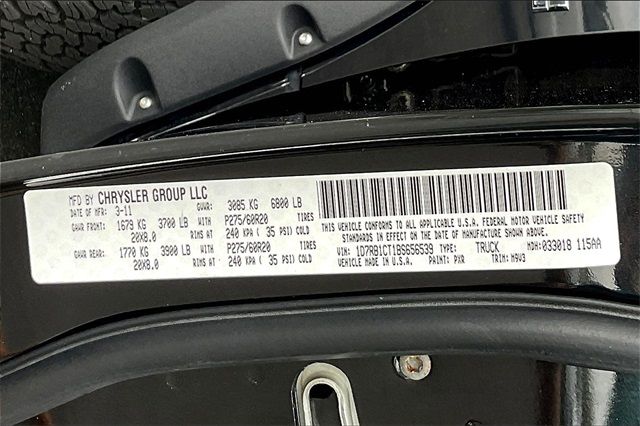 MFD BY CHRYSLER GROUP LLC
DATE OF MFR: 3-11 GVWR: 3085 KG 6800 LB
GAWR FRONT: 1679 KG 3700 LB WITH P275/60R20 TIRES
20X8.0 RIMS AT 240 KPA ( 35 PSI) COLD
GAWR REAR: 1770 KG 3900 LB WITH P275/60R20 TIRES
20X8.0 RIMS AT 240 KPA ( 35 PSI) COLD
THIS VEHICLE CONFORMS TO ALL APPLICABLE U.S.A. FEDERAL MOTOR VEHICLE SAFETY
STANDARDS IN EFFECT ON THE DATE OF MANUFACTURE SHOWN ABOVE.
VIN: 1D7RB1CT1BS656539 TYPE: TRUCK MDH: 033018 115AA
VEHICLE MADE IN U.S.A. PAINT: PXR TRIM: M9V3